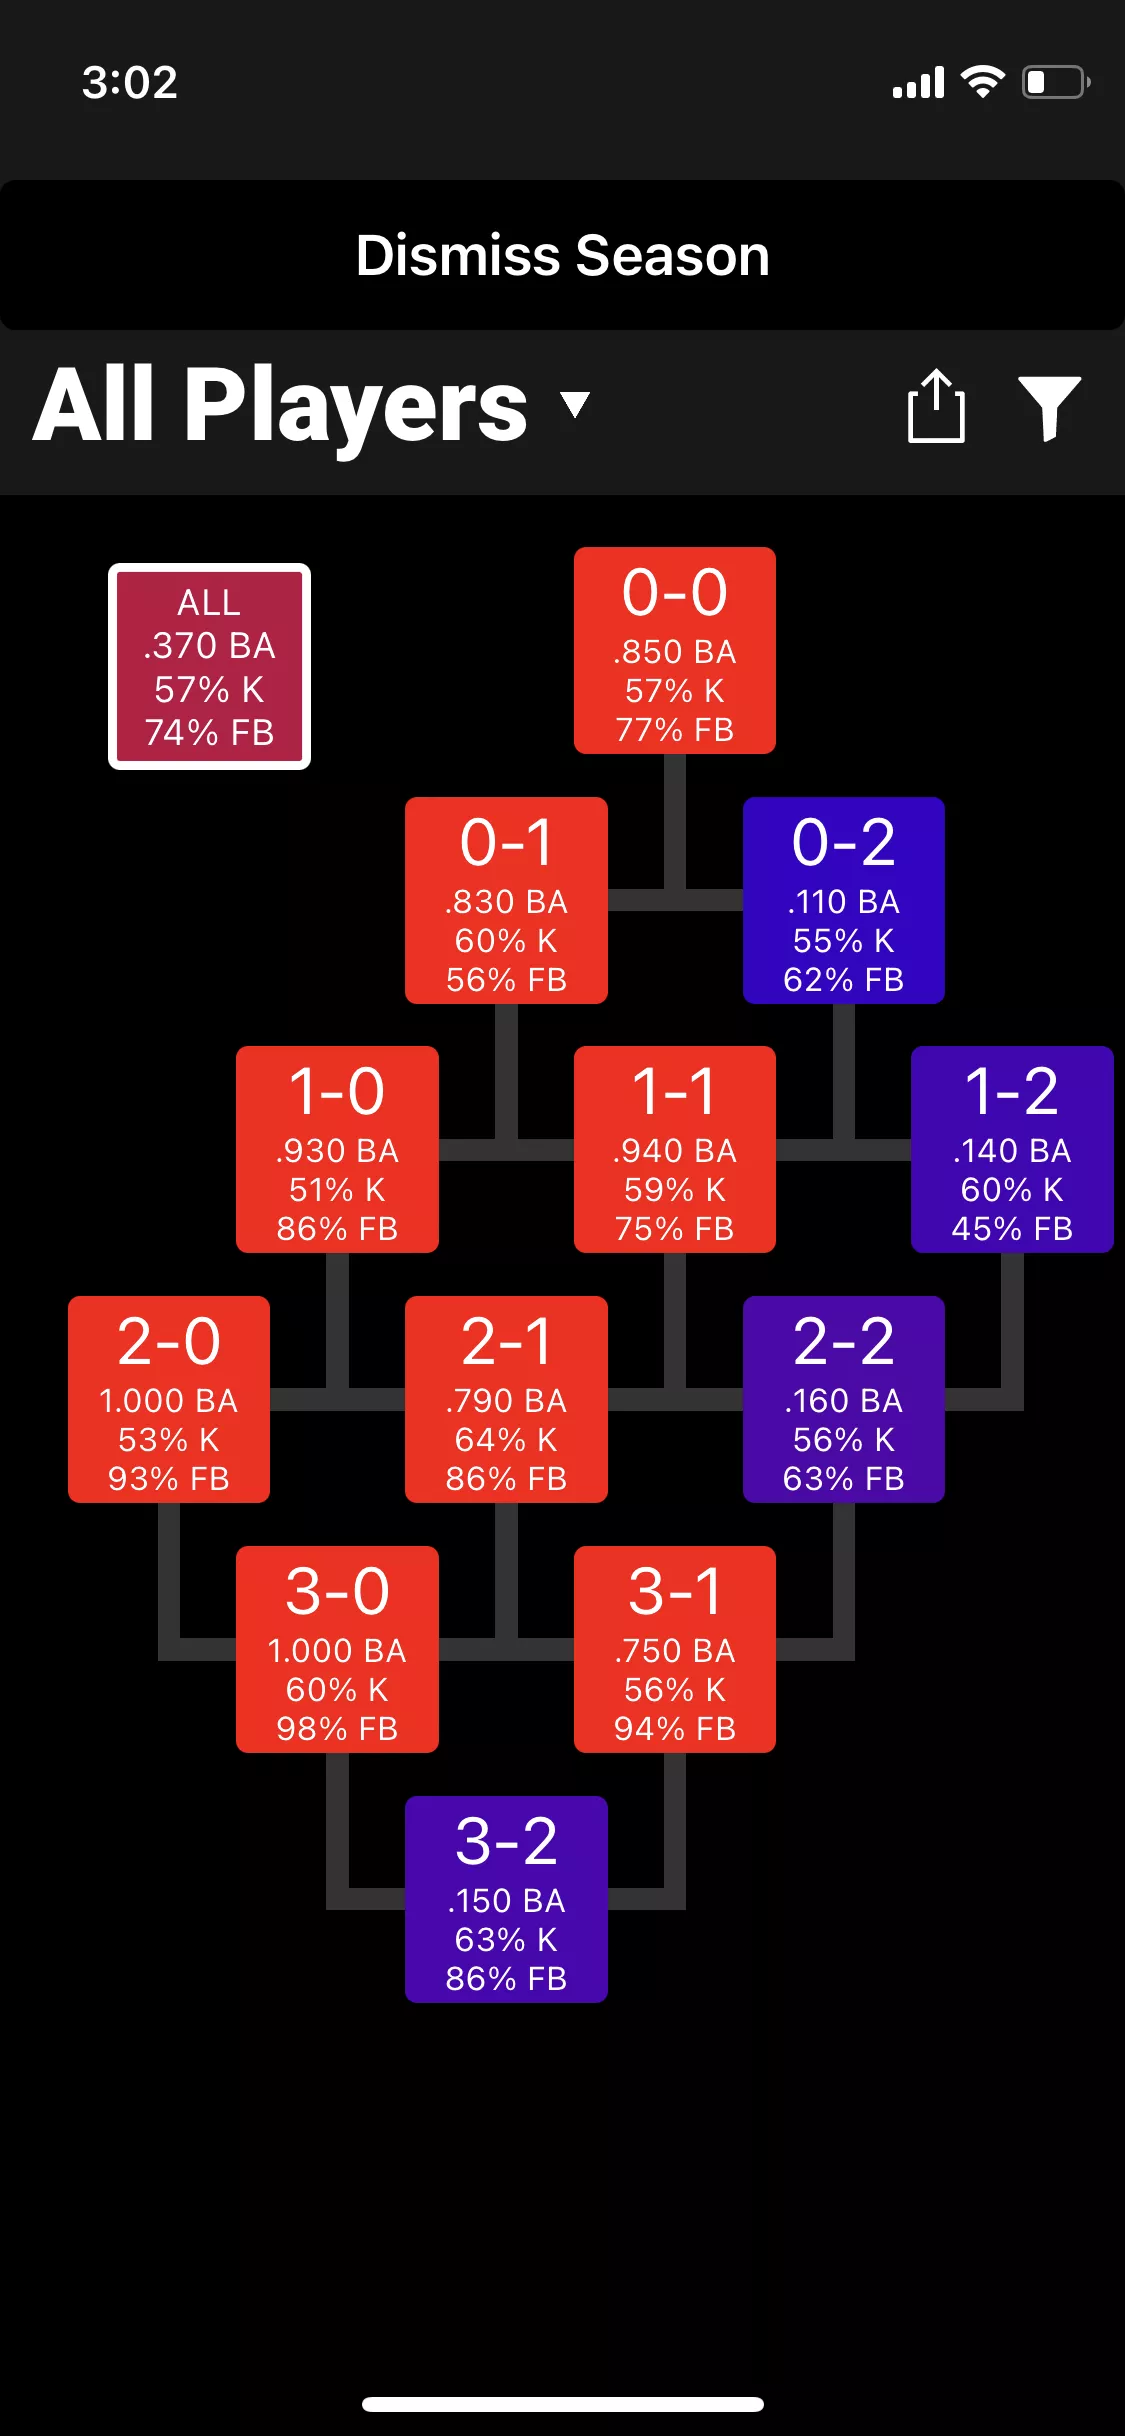 3:02
Dismiss Season
All Players
ALL
.370 BA
57% K
74% FB
0-0
.850 BA
57% K
77% FB
0-1
.830 BA
60% K
56% FB
0-2
.110 BA
55% K
62% FB
1-0
.930 BA
51% K
86% FB
1-1
.940 BA
59% K
75% FB
1-2
.140 BA
60% K
45% FB
2-0
1.000 BA
53% K
93% FB
2-1
.790 BA
64% K
86% FB
2-2
.160 BA
56% K
63% FB
3-0
1.000 BA
60% K
98% FB
3-1
.750 BA
56% K
94% FB
3-2
.150 BA
63% K
86% FB